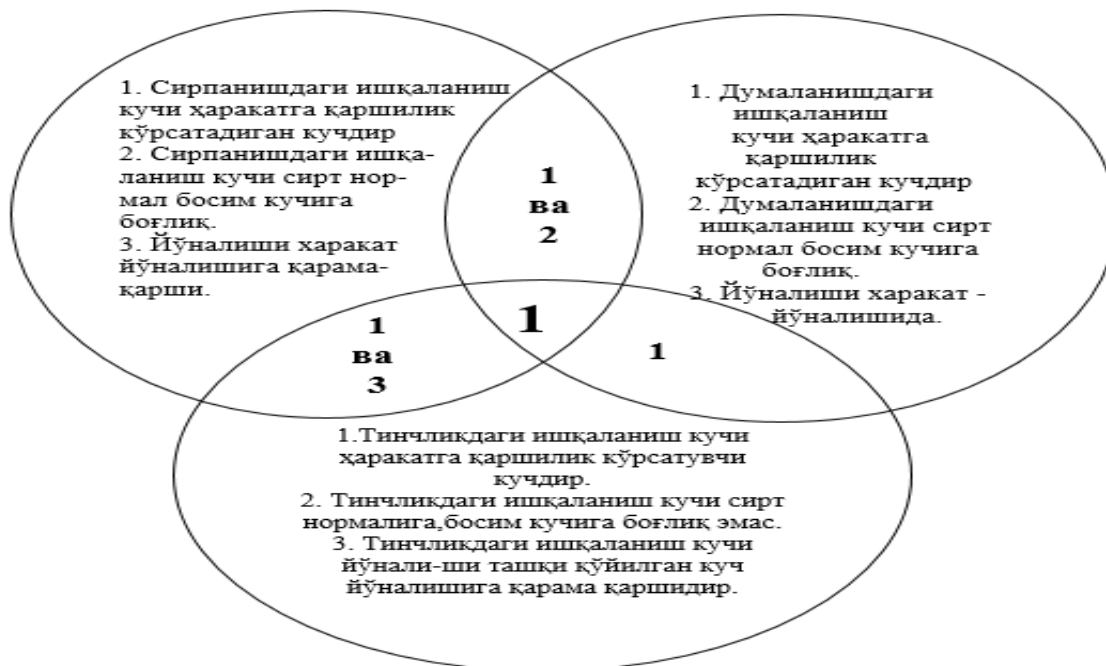 1. Сирпанишдаги ишқаланиш
кучи ҳаракатга қаршилик
кўрсатадиган кучдир
2. Сирпанишдаги ишқа-
ланиш кучи сирт нор-
мал босим кучига
боғлиқ.
3. Йўналиши харакат
йўналишига қарама-
қарши.
1
ва
2
1. Думаланишдаги
ишқаланиш
кучи ҳаракатга
қаршилик
кўрсатадиган кучдир
2. Думаланишдаги
ишқаланиш кучи сирт
нормал босим кучига
боғлиқ.
3. Йўналиши харакат -
йўналишида.
1
ва
3
1
1
1.Тинчликдаги ишқаланиш кучи
ҳаракатга қаршилик кўрсатувчи
кучдир.
2. Тинчликдаги ишқаланиш кучи сирт
нормалига,босим кучига боғлиқ эмас.
3. Тинчликдаги ишқаланиш кучи
йўнали-ши ташқи қўйилган куч
йўналишига қарама қаршидир.